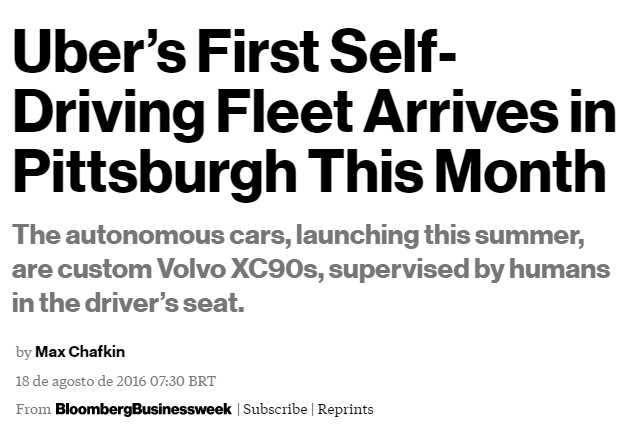 Uber’s First Self-
Driving Fleet Arrives in
Pittsburgh This Month
The autonomous cars, launching this summer,
are custom Volvo XC90s, supervised by humans
in the driver’s seat.
by Max Chafkin
18 de agosto de 2016 07:30 BRT
From BloombergBusinessweek | Subscribe | Reprints